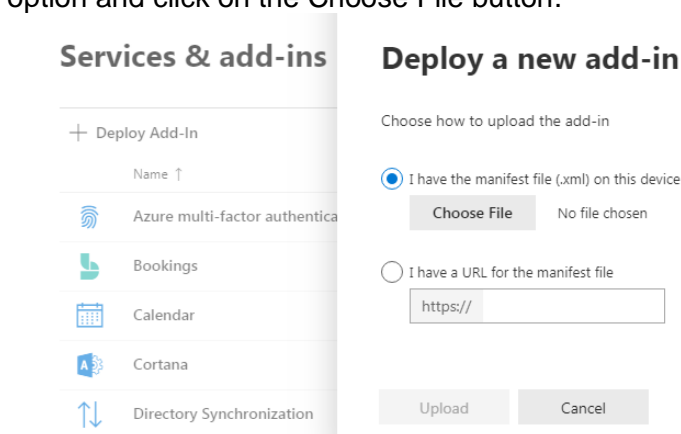 option and click on the Choose File button.
Services & add-ins
Deploy Add-In
Name ↑
Azure multi-factor authentica
Bookings
Calendar
Cortana
Directory Synchronization
Deploy a new add-in
Choose how to upload the add-in
I have the manifest file (.xml) on this device
Choose File No file chosen
I have a URL for the manifest file
https://
Upload Cancel